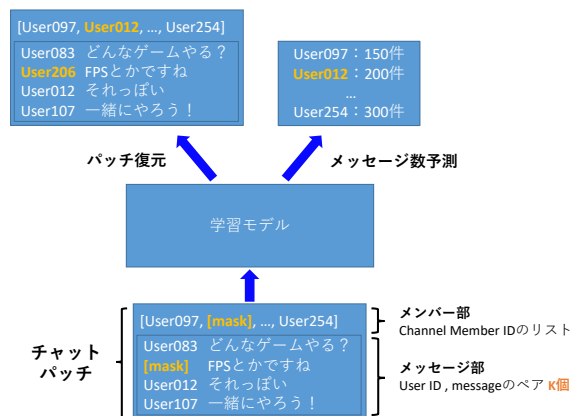 [User097, User012, ..., User254]
User083 どんなゲームやる？
User206 FPSとかですね
User012 それっぽい
User107 一緒にやろう！
User097：150件
User012：200件
...
User254：300件
パッチ復元
メッセージ数予測
学習モデル
[User097, [mask], ..., User254]
User083 どんなゲームやる？
[mask] FPSとかですね
User012 それっぽい
User107 一緒にやろう！
チャット
パッチ
メンバー部
Channel Member IDのリスト
メッセージ部
User ID , messageのペア K個